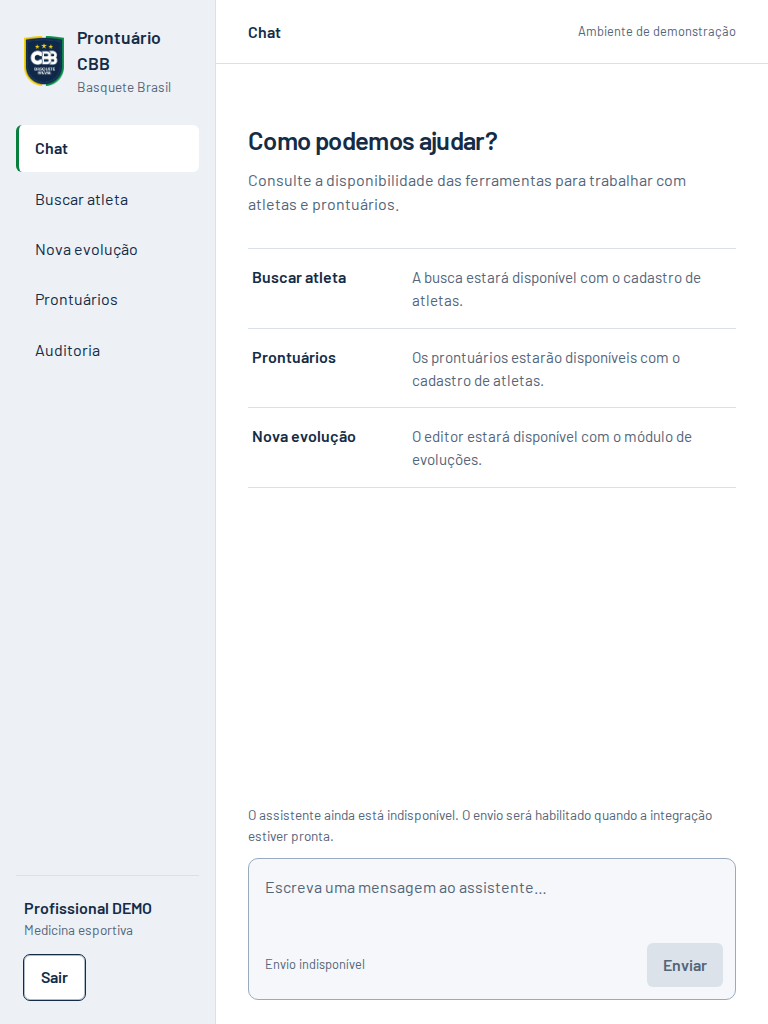 CBB
BASQUETE
BRASIL
Prontuário
CBB
Basquete Brasil
Chat
Buscar atleta
Nova evolução
Prontuários
Auditoria
Profissional DEMO
Medicina esportiva
Sair
Chat
Ambiente de demonstração
Como podemos ajudar?
Consulte a disponibilidade das ferramentas para trabalhar com
atletas e prontuários.
Buscar atleta
A busca estará disponível com o cadastro de
atletas.
Prontuários
Os prontuários estarão disponíveis com o
cadastro de atletas.
Nova evolução
O editor estará disponível com o módulo de
evoluções.
O assistente ainda está indisponível. O envio será habilitado quando a integração
estiver pronta.
Escreva uma mensagem ao assistente...
Envio indisponível
Enviar